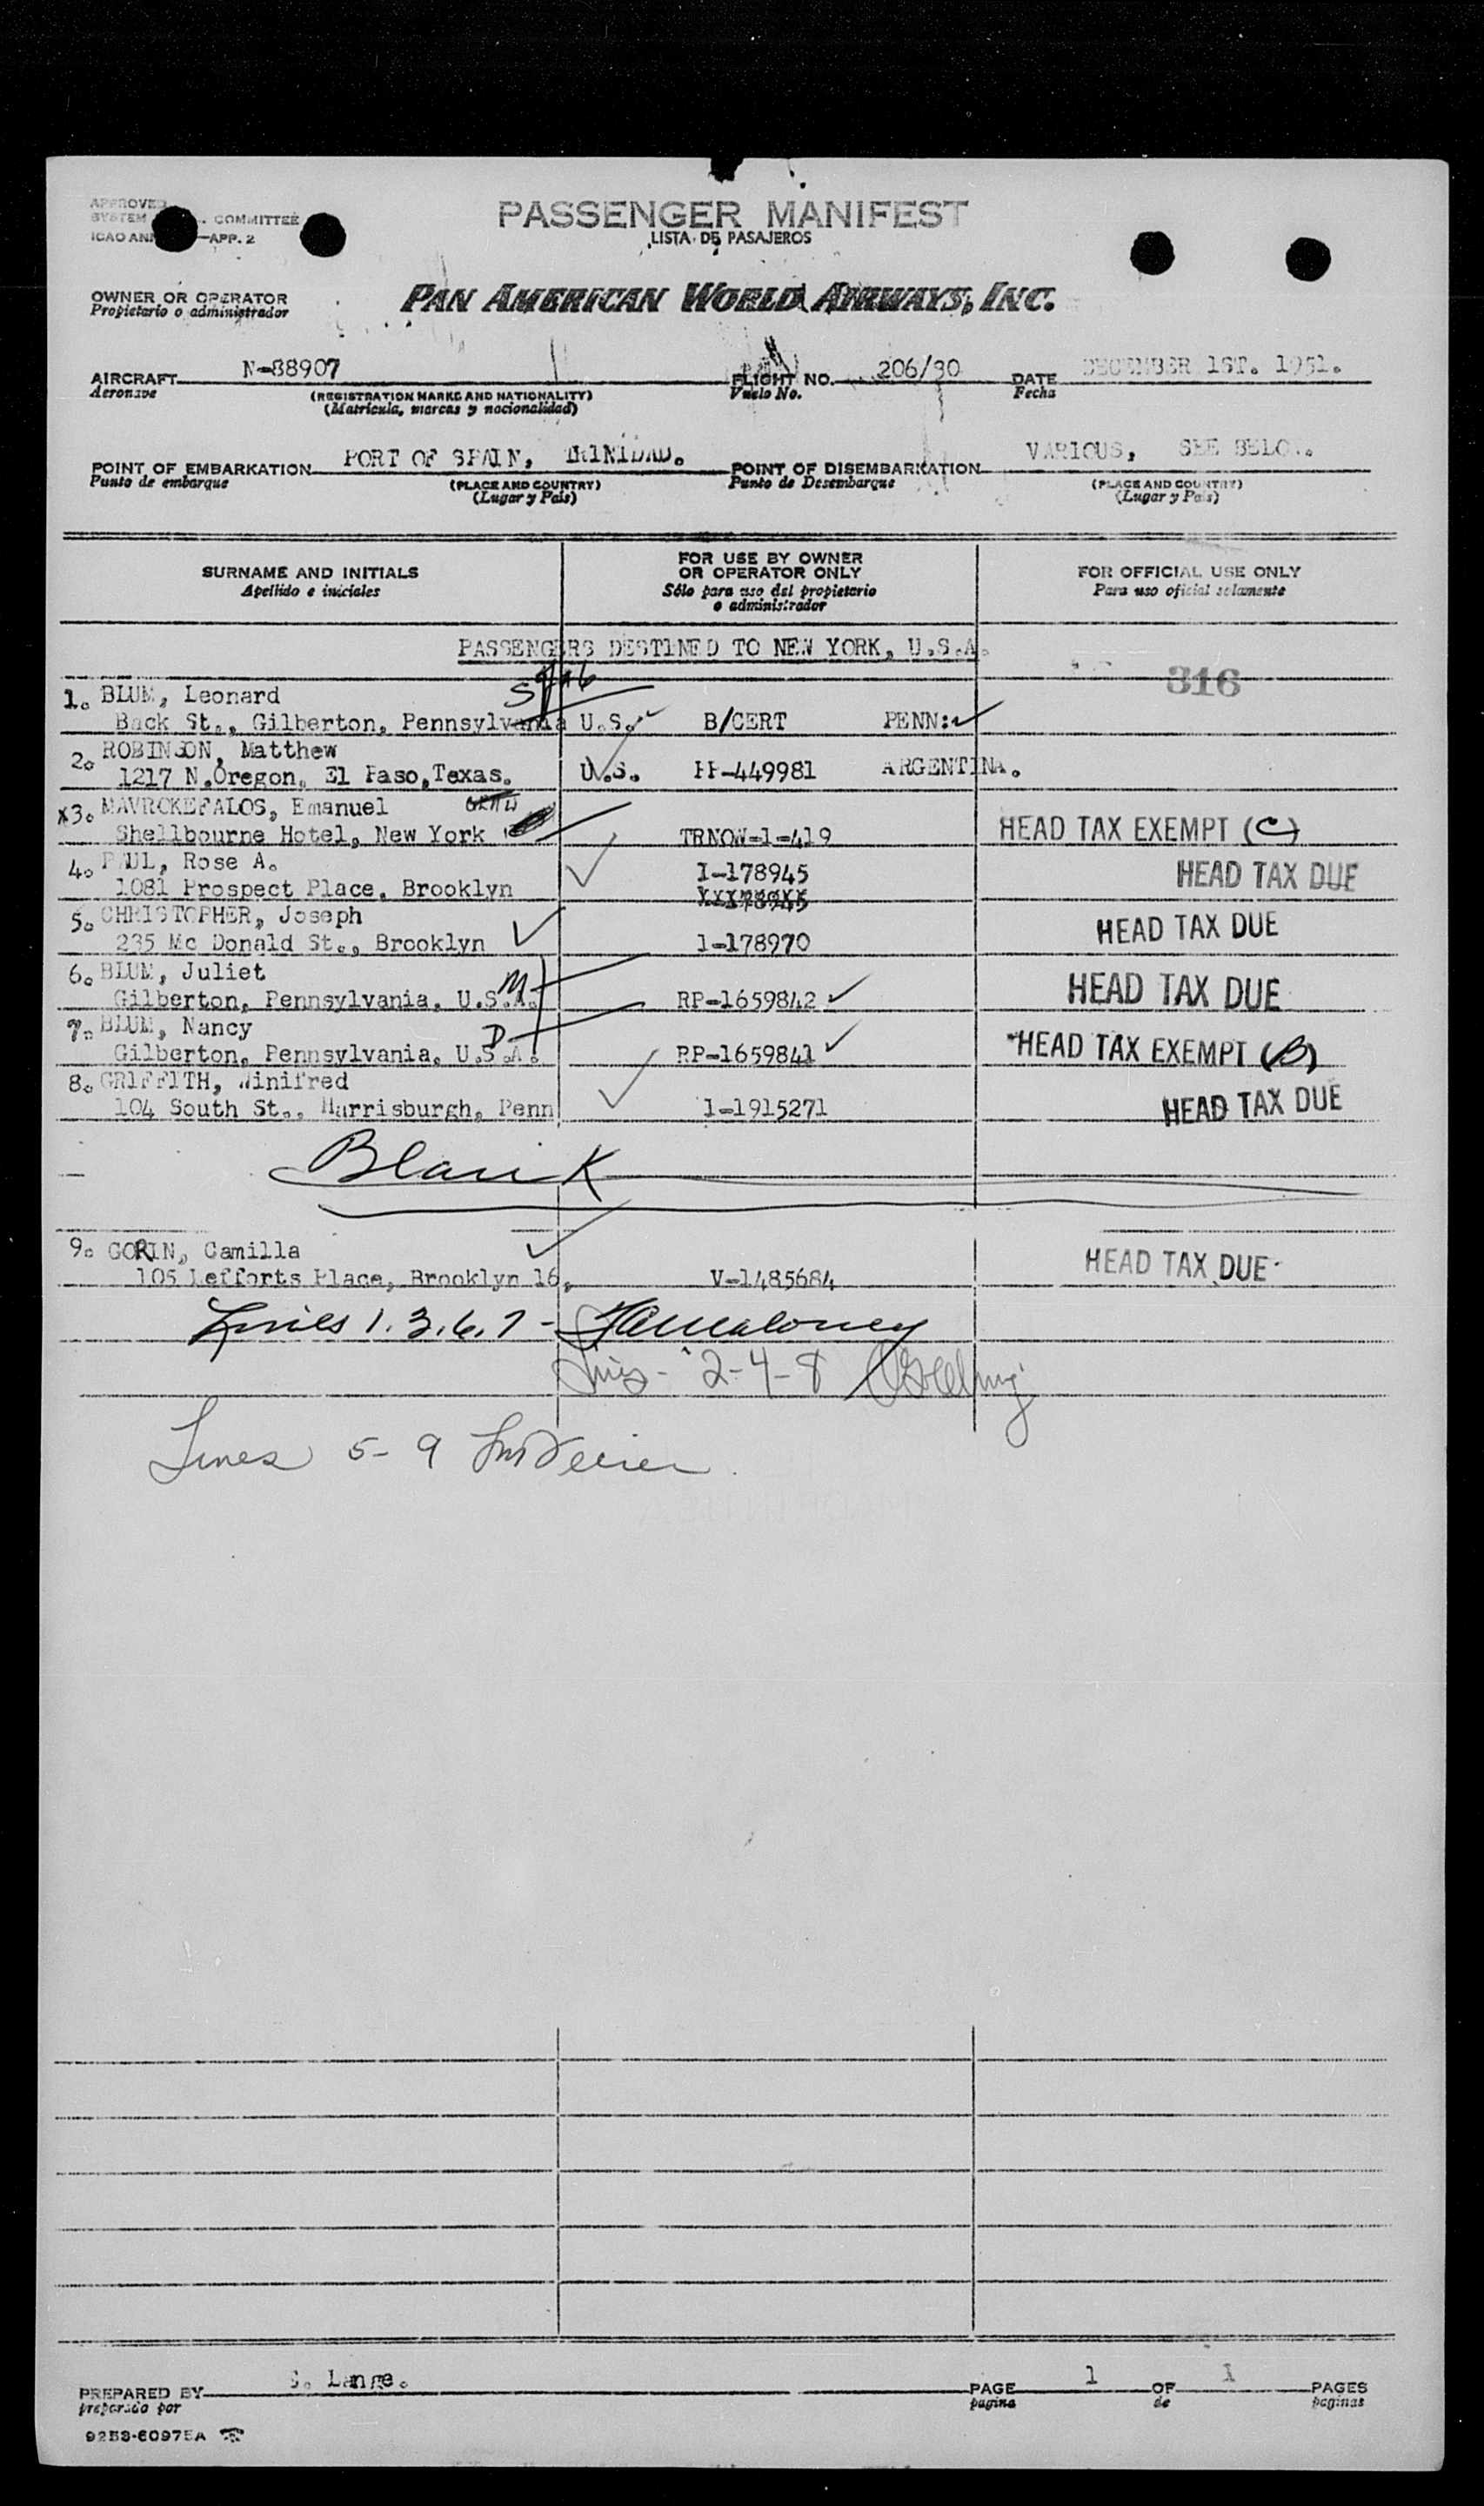 APPROVED
SYSTEM COMMITTEE
ICAO ANN —APP. 2
PASSENGER MANIFEST
LISTA DE PASAJEROS
OWNER OR OPERATOR
Propietario o administrador
PAN AMERICAN WORLD AIRWAYS, INC.
AIRCRAFT N-88907 FLIGHT NO. 206/30 DATE DECEMBER 1ST. 1951.
Aeronave (REGISTRATION MARKS AND NATIONALITY) Vuelo No. Fecha
(Matricula, marcas y nacionalidad)
POINT OF EMBARKATION PORT OF SPAIN, TRINIDAD. POINT OF DISEMBARKATION VARIOUS, SEE BELOW.
Punto de embarque (PLACE AND COUNTRY) Punto de Desembarque (PLACE AND COUNTRY)
(Lugar y País) (Lugar y País)
SURNAME AND INITIALS FOR USE BY OWNER OR OPERATOR ONLY FOR OFFICIAL USE ONLY
Apellido e iniciales Sólo para uso del propietario o administrador Para uso oficial solamente
PASSENGERS DESTINED TO NEW YORK, U.S.A.
316
1. BLUM, Leonard
Back St., Gilberton, Pennsylvania U.S. B/CERT PENN:
2. ROBINSON, Matthew
1217 N.Oregon, El Paso,Texas. U.S. PP-449981 ARGENTINA.
X3. MAVROKEFALOS, Emanuel
Shellbourne Hotel, New York TRNOW-1-419 HEAD TAX EXEMPT (C)
4. PAUL, Rose A. I-178945 HEAD TAX DUE
1081 Prospect Place, Brooklyn
5. CHRISTOPHER, Joseph
235 Mc Donald St., Brooklyn 1-178970 HEAD TAX DUE
6. BLUM, Juliet M
Gilberton, Pennsylvania, U.S.A. RP-1659842 HEAD TAX DUE
7. BLUM, Nancy D
Gilberton, Pennsylvania, U.S.A. RP-1659841 HEAD TAX EXEMPT (B)
8. GRIFFITH, Winifred
104 South St., Harrisburgh, Penn 1-1915271 HEAD TAX DUE
Blank
9. GORIN, Camilla
105 Lefforts Place, Brooklyn 16, V-1485684 HEAD TAX DUE
Lines 1.3.6.7 - Maloney
Lines - 2-4-8
Lines 5-9
PREPARED BY Lange. PAGE 1 OF 1 PAGES
preparado por pagina de paginas
9253-60975A